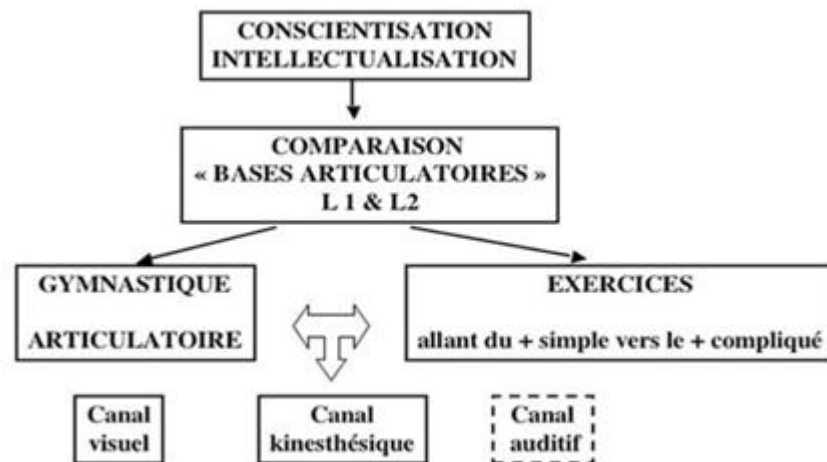 CONSCIENTISATION
INTELLECTUALISATION
COMPARAISON
« BASES ARTICULATOIRES »
L 1 & L2
GYMNASTIQUE
ARTICULATOIRE
EXERCICES
allant du + simple vers le + compliqué
Canal
visuel
Canal
kinesthésique
Canal
auditif